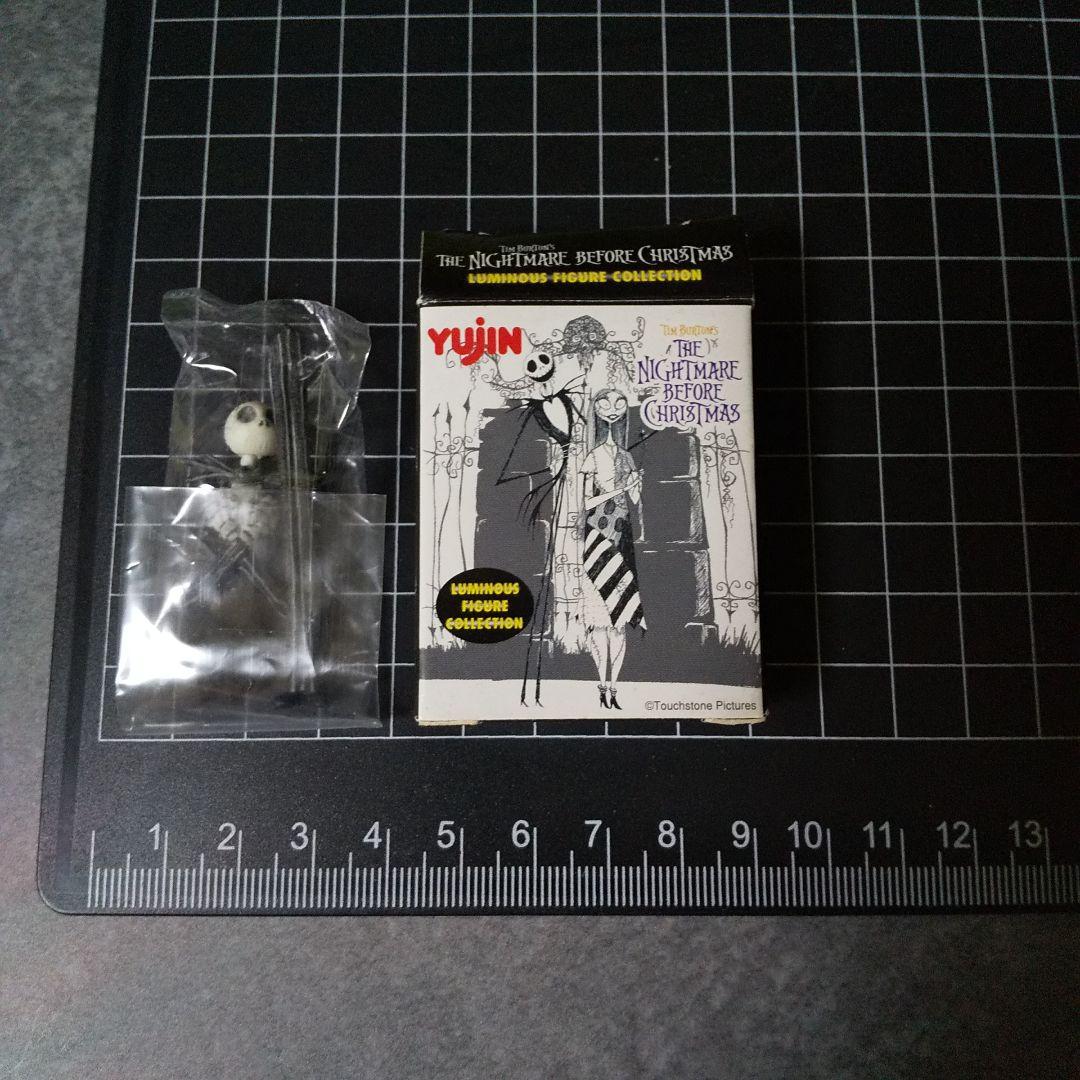 TIM BURTON'S
THE NIGHTMARE BEFORE CHRISTMAS
LUMINOUS FIGURE COLLECTION
YUJIN
TIM BURTON'S
THE
NIGHTMARE
BEFORE
CHRISTMAS
LUMINOUS
FIGURE
COLLECTION
©Touchstone Pictures
1 2 3 4 5 6 7 8 9 10 11 12 13